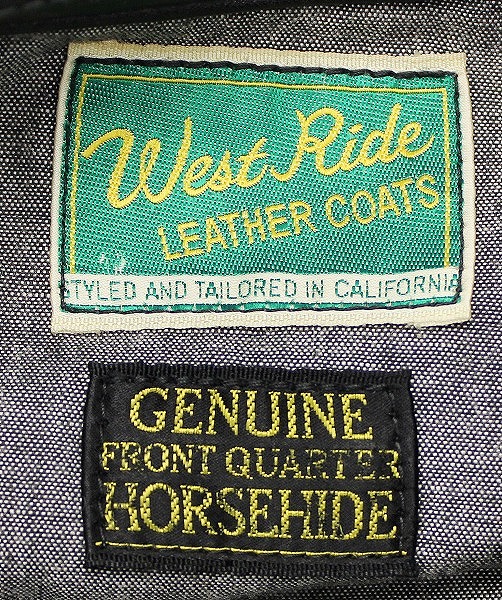 West Ride
LEATHER COATS
STYLED AND TAILORED IN CALIFORNIA
GENUINE
FRONT QUARTER
HORSEHIDE